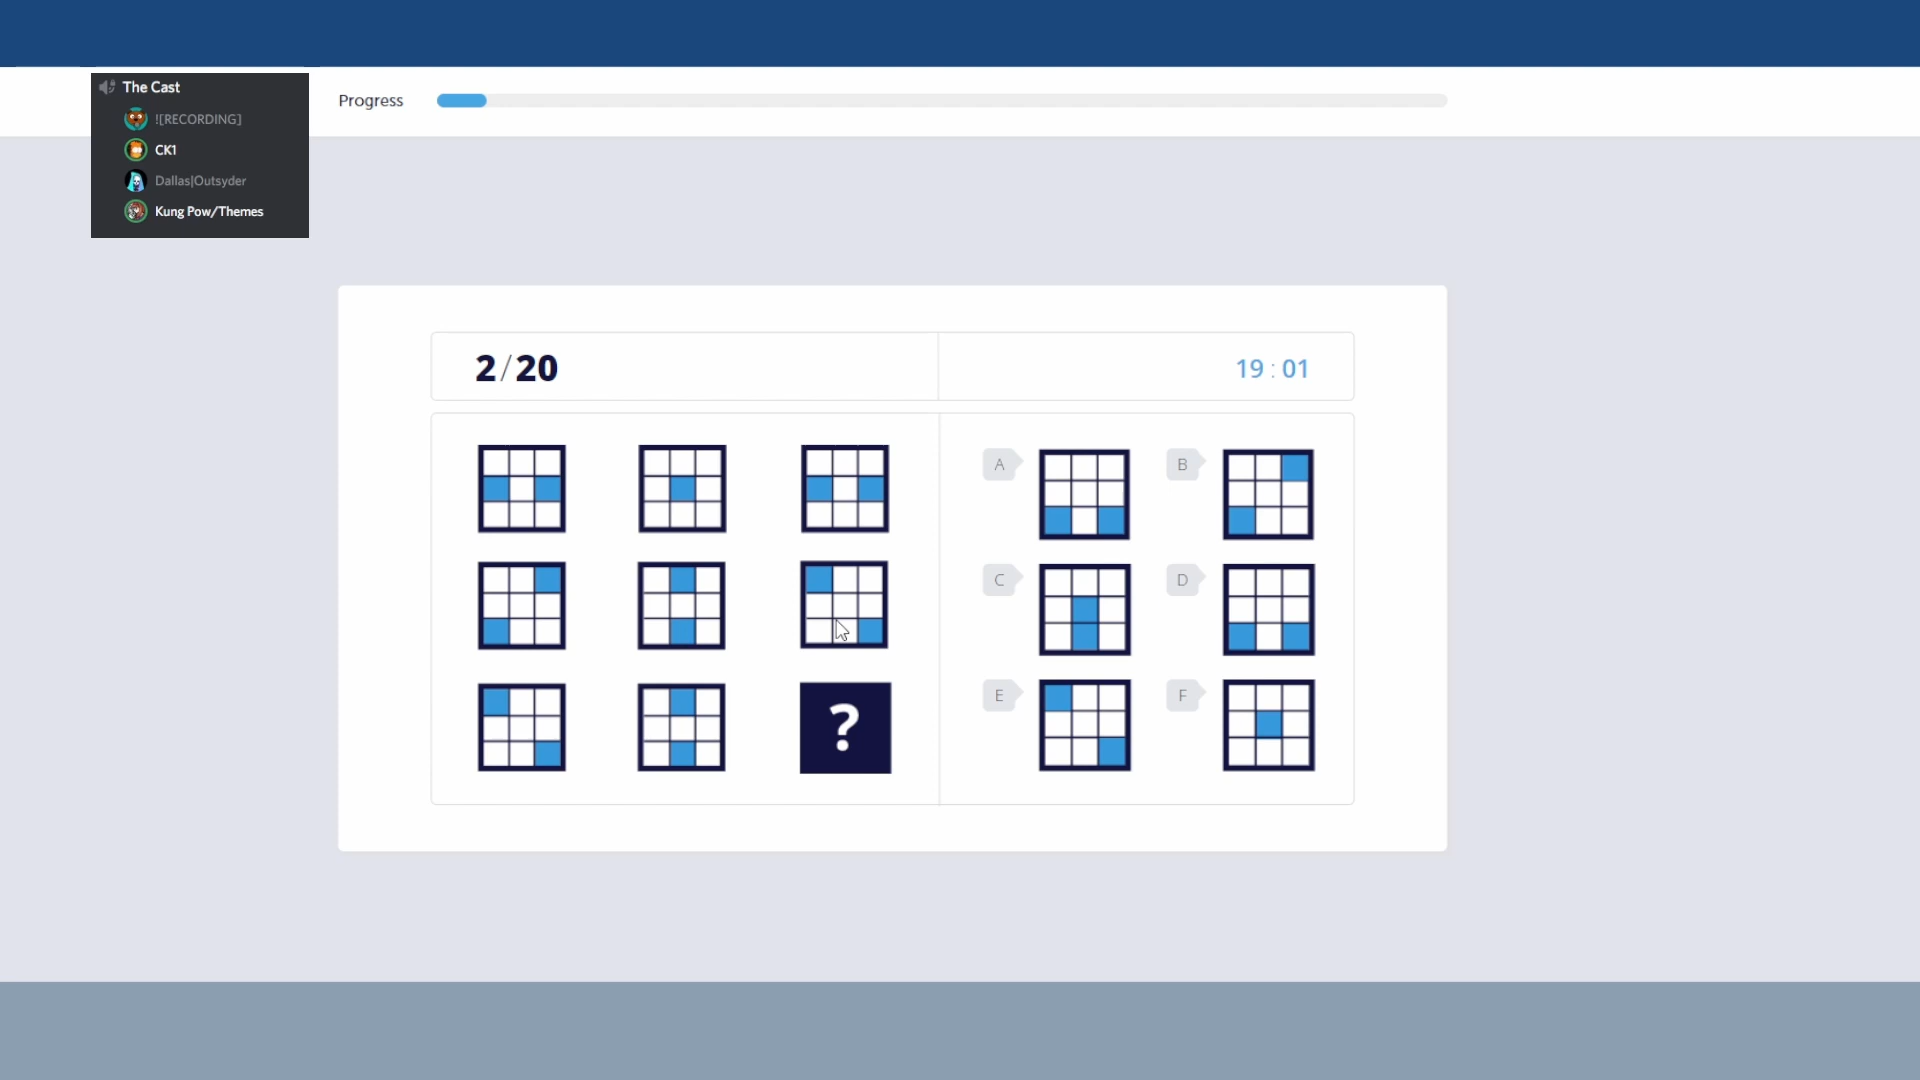 The Cast
![RECORDING]
CK1
Dallas|Outsyder
Kung Pow/Themes
Progress
2/20
19 : 01
A
B
C
D
E
F
?